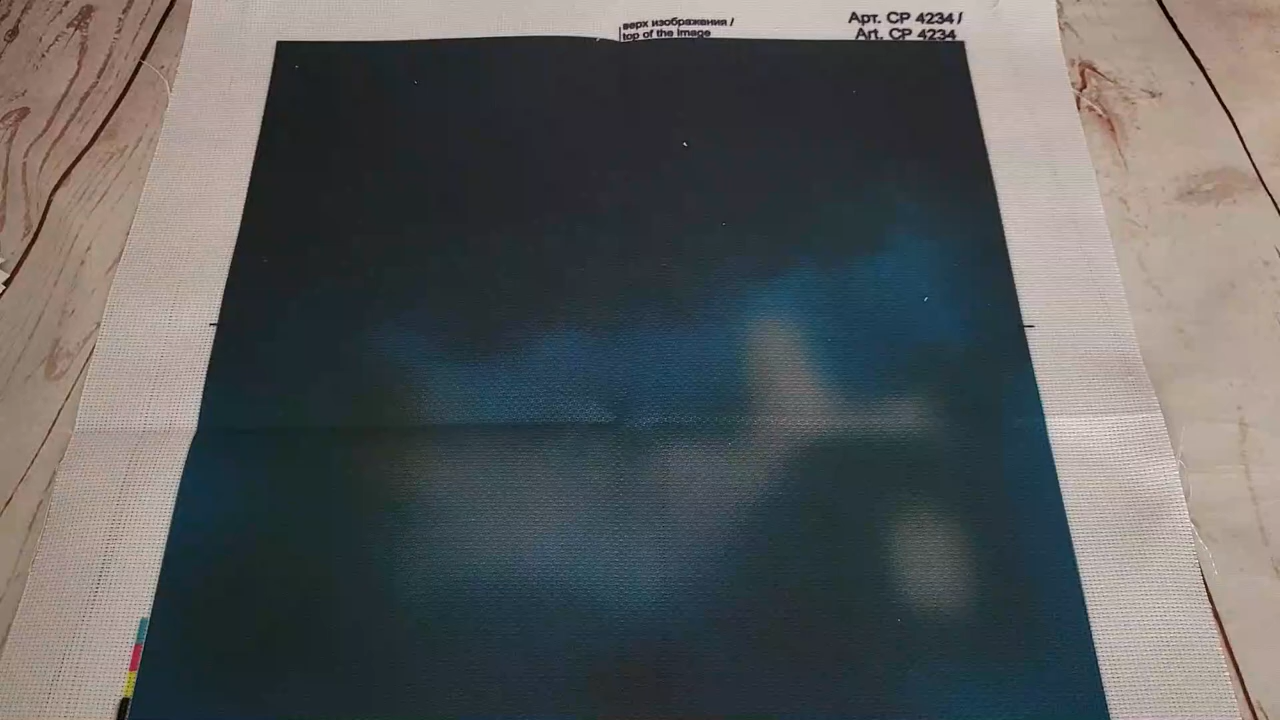 верх изображения /
top of the image
Арт. СР 4234 /
Art. CP 4234